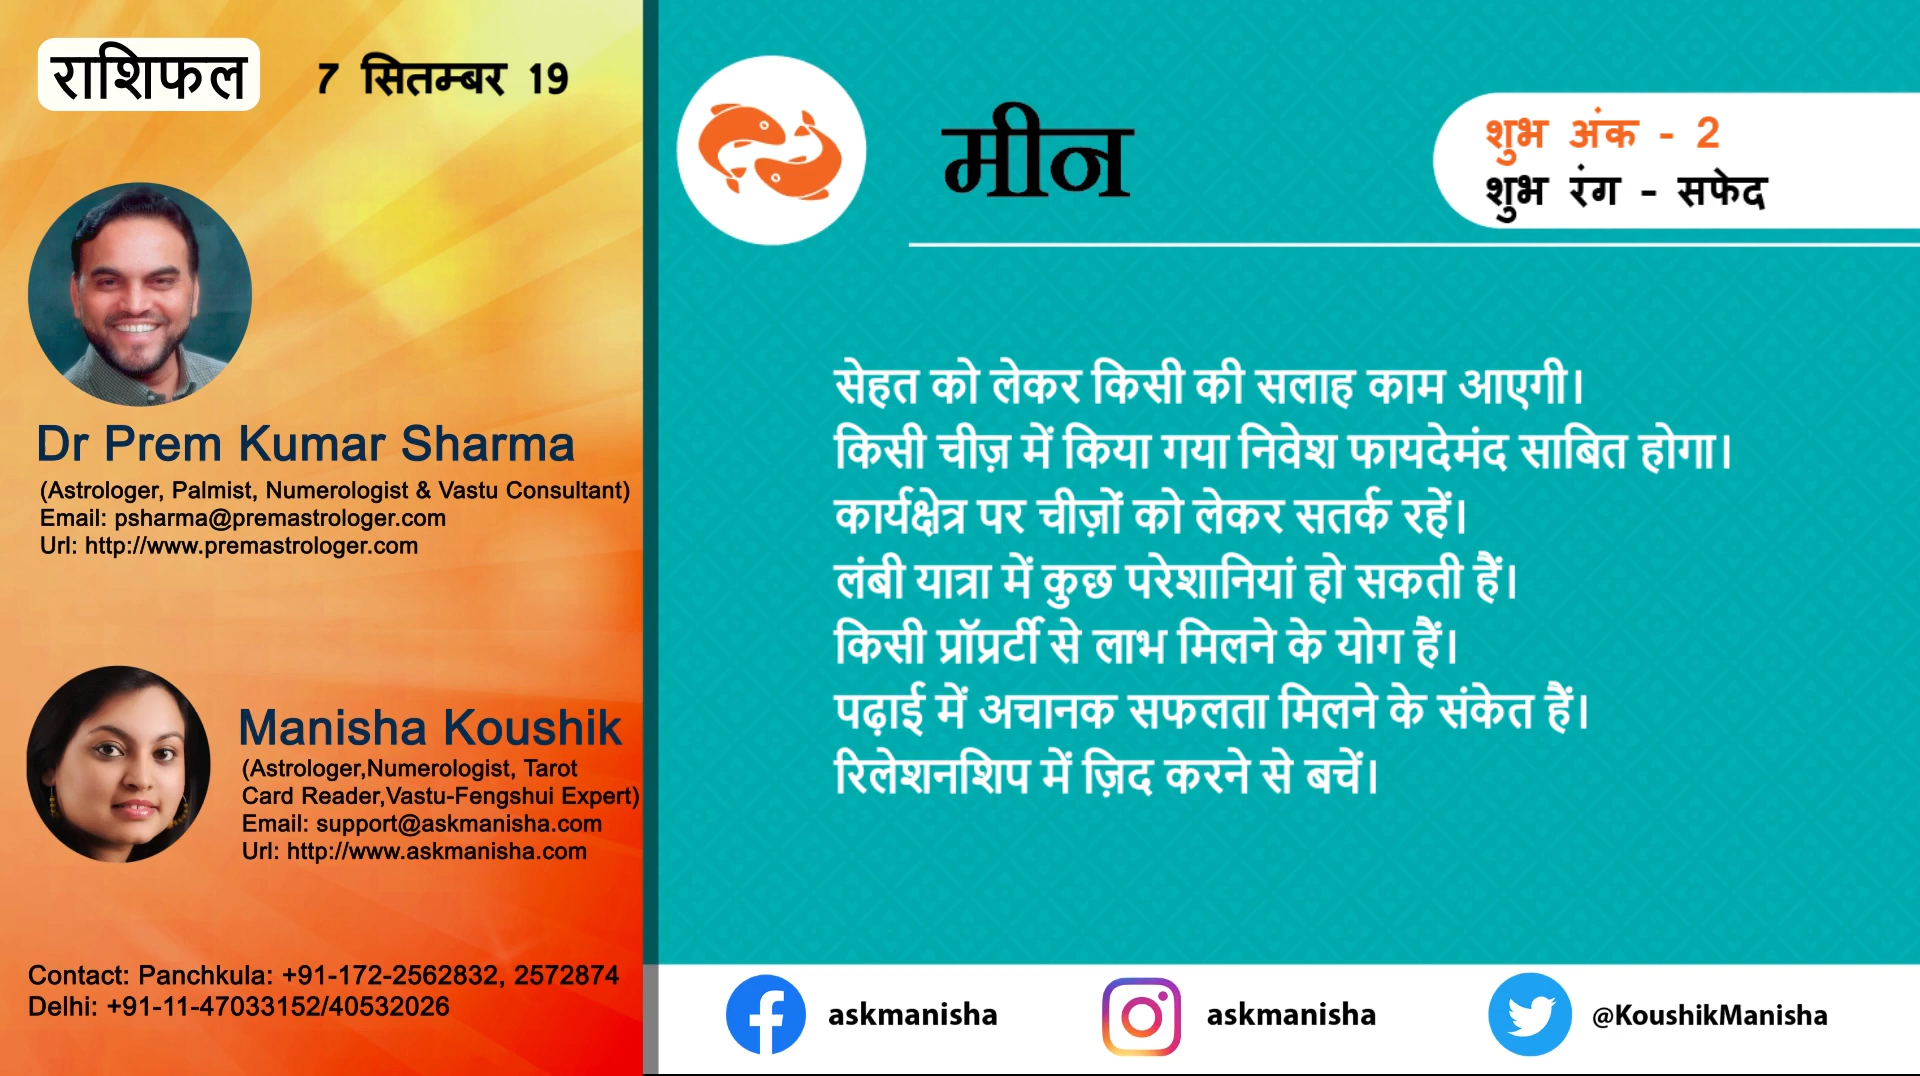 राशिफल
7 सितम्बर 19
Dr Prem Kumar Sharma
(Astrologer, Palmist, Numerologist & Vastu Consultant)
Email: psharma@premastrologer.com
Url: http://www.premastrologer.com
Manisha Koushik
(Astrologer,Numerologist, Tarot
Card Reader,Vastu-Fengshui Expert)
Email: support@askmanisha.com
Url: http://www.askmanisha.com
Contact: Panchkula: +91-172-2562832, 2572874
Delhi: +91-11-47033152/40532026
मीन
शुभ अंक - 2
शुभ रंग - सफेद
सेहत को लेकर किसी की सलाह काम आएगी।
किसी चीज़ में किया गया निवेश फायदेमंद साबित होगा।
कार्यक्षेत्र पर चीज़ों को लेकर सतर्क रहें।
लंबी यात्रा में कुछ परेशानियां हो सकती हैं।
किसी प्रॉप्रर्टी से लाभ मिलने के योग हैं।
पढ़ाई में अचानक सफलता मिलने के संकेत हैं।
रिलेशनशिप में ज़िद करने से बचें।
askmanisha
askmanisha
@KoushikManisha